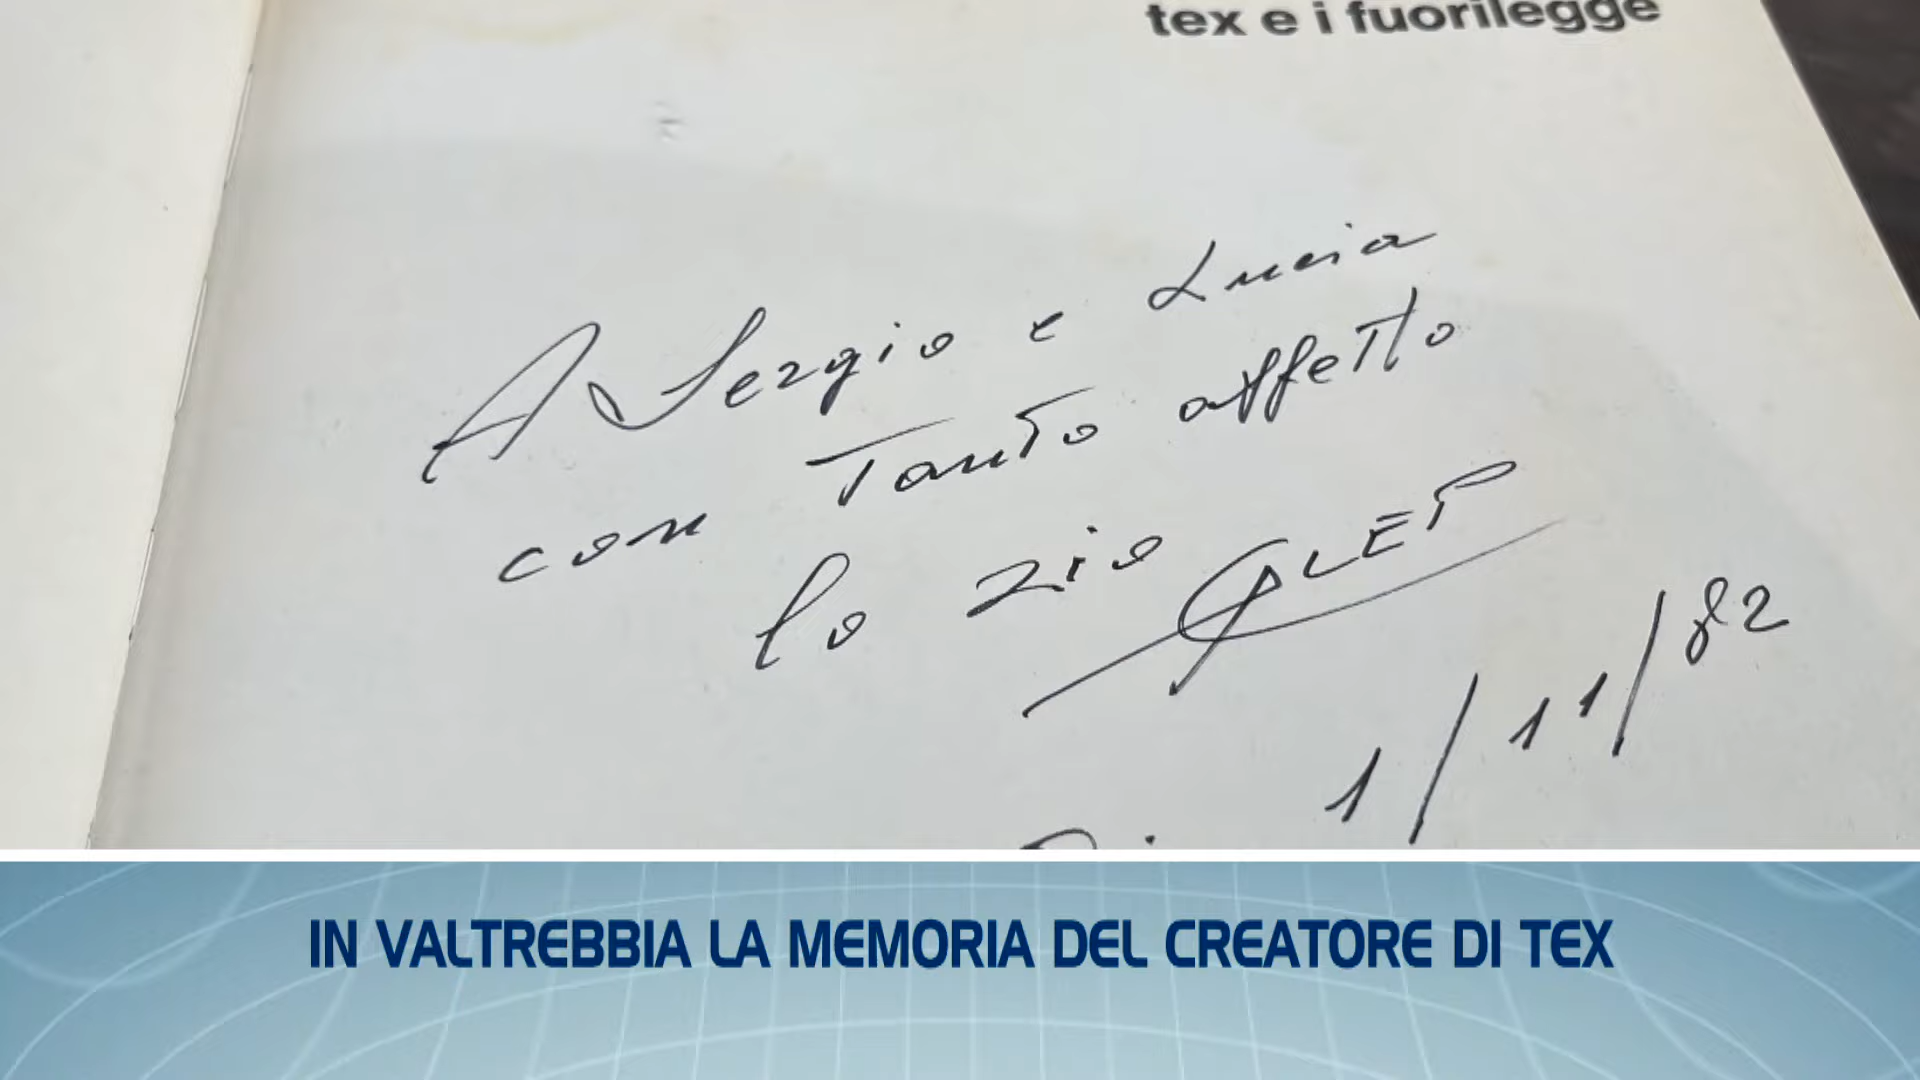 tex e i fuorilegge
A Sergio e Lucia
con Tanto affetto
lo zio GLEP
1/11/82
IN VALTREBBIA LA MEMORIA DEL CREATORE DI TEX